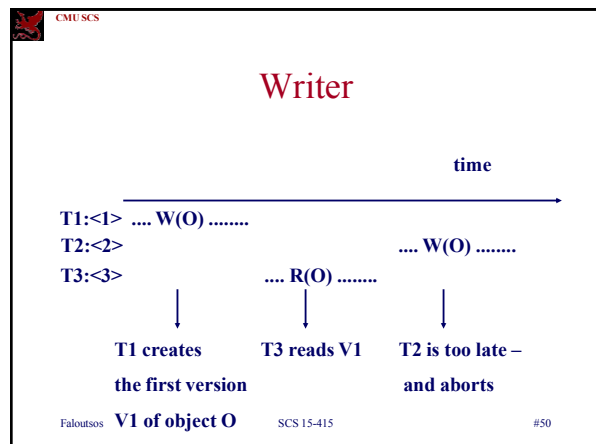 CMU SCS
Writer
time
T1:<1> .... W(O) ........
T2:<2> .... W(O) ........
T3:<3> .... R(O) ........
T1 creates T3 reads V1 T2 is too late –
the first version and aborts
Faloutsos V1 of object O SCS 15-415 #50